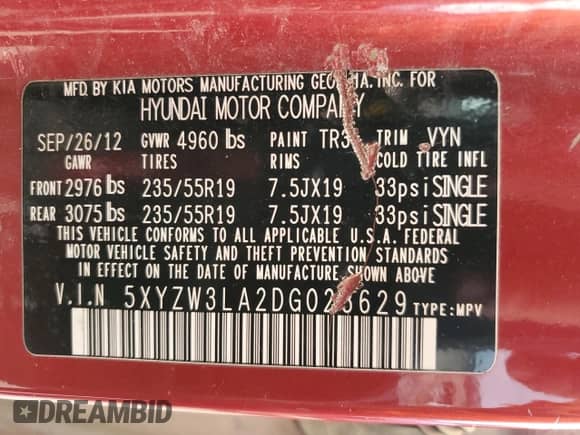 MFD. BY KIA MOTORS MANUFACTURING GEORGIA, INC. FOR
HYUNDAI MOTOR COMPANY
SEP/26/12 GVWR 4960 lbs PAINT TR3 TRIM VYN
GAWR TIRES RIMS COLD TIRE INFL
FRONT 2976 lbs 235/55R19 7.5JX19 33psi SINGLE
REAR 3075 lbs 235/55R19 7.5JX19 33psi SINGLE
THIS VEHICLE CONFORMS TO ALL APPLICABLE U.S.A. FEDERAL
MOTOR VEHICLE SAFETY AND THEFT PREVENTION STANDARDS
IN EFFECT ON THE DATE OF MANUFACTURE SHOWN ABOVE
V.I.N 5XYZW3LA2DG023629 TYPE:MPV
DREAMBID